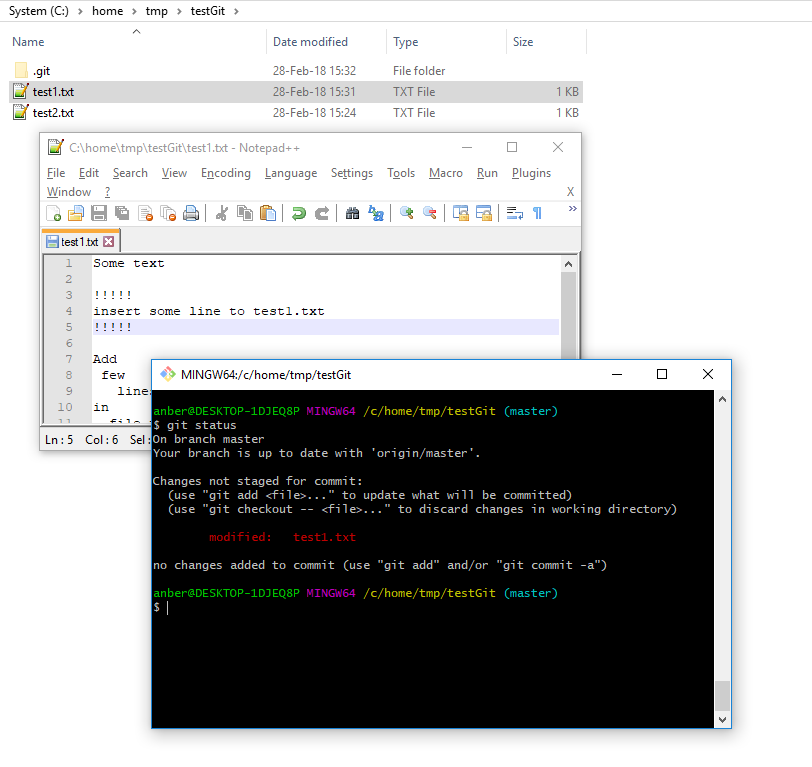 System (C:) > home > tmp > testGit >
Name Date modified Type Size
.git 28-Feb-18 15:32 File folder
test1.txt 28-Feb-18 15:31 TXT File 1 KB
test2.txt 28-Feb-18 15:24 TXT File 1 KB
C:\home\tmp\testGit\test1.txt - Notepad++
File Edit Search View Encoding Language Settings Tools Macro Run Plugins
Window ? X
test1.txt
1 Some text
2
3 !!!!!
4 insert some line to test1.txt
5 !!!!!
6
7 Add
8 few
9 line
10 in
11 file
Ln:5 Col:6 Sel:
MINGW64:/c/home/tmp/testGit
anber@DESKTOP-1DJEQ8P MINGW64 /c/home/tmp/testGit (master)
$ git status
On branch master
Your branch is up to date with 'origin/master'.
Changes not staged for commit:
(use "git add <file>..." to update what will be committed)
(use "git checkout -- <file>..." to discard changes in working directory)
modified: test1.txt
no changes added to commit (use "git add" and/or "git commit -a")
anber@DESKTOP-1DJEQ8P MINGW64 /c/home/tmp/testGit (master)
$